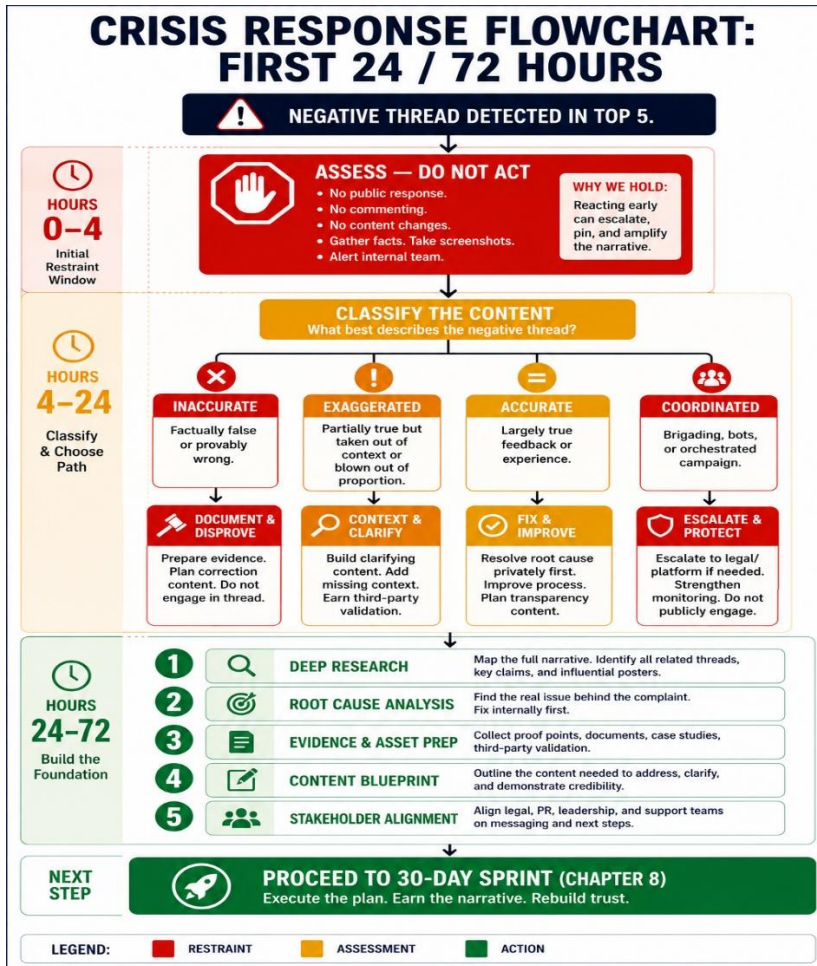 CRISIS RESPONSE FLOWCHART:
FIRST 24 / 72 HOURS
NEGATIVE THREAD DETECTED IN TOP 5.
HOURS
0–4
Initial
Restraint
Window
ASSESS — DO NOT ACT
• No public response.
• No commenting.
• No content changes.
• Gather facts. Take screenshots.
• Alert internal team.
WHY WE HOLD:
Reacting early
can escalate,
pin, and amplify
the narrative.
HOURS
4–24
Classify
& Choose
Path
CLASSIFY THE CONTENT
What best describes the negative thread?
INACCURATE
Factually false
or provably
wrong.
EXAGGERATED
Partially true but
taken out of
context or
blown out of
proportion.
ACCURATE
Largely true
feedback or
experience.
COORDINATED
Brigading, bots,
or orchestrated
campaign.
DOCUMENT &
DISPROVE
Prepare evidence.
Plan correction
content. Do not
engage in thread.
CONTEXT &
CLARIFY
Build clarifying
content. Add
missing context.
Earn third-party
validation.
FIX &
IMPROVE
Resolve root cause
privately first.
Improve process.
Plan transparency
content.
ESCALATE &
PROTECT
Escalate to legal/
platform if needed.
Strengthen
monitoring. Do not
publicly engage.
HOURS
24–72
Build the
Foundation
1 DEEP RESEARCH
Map the full narrative. Identify all related threads,
key claims, and influential posters.
2 ROOT CAUSE ANALYSIS
Find the real issue behind the complaint.
Fix internally first.
3 EVIDENCE & ASSET PREP
Collect proof points, documents, case studies,
third-party validation.
4 CONTENT BLUEPRINT
Outline the content needed to address, clarify,
and demonstrate credibility.
5 STAKEHOLDER ALIGNMENT
Align legal, PR, leadership, and support teams
on messaging and next steps.
NEXT
STEP
PROCEED TO 30-DAY SPRINT (CHAPTER 8)
Execute the plan. Earn the narrative. Rebuild trust.
LEGEND: RESTRAINT ASSESSMENT ACTION